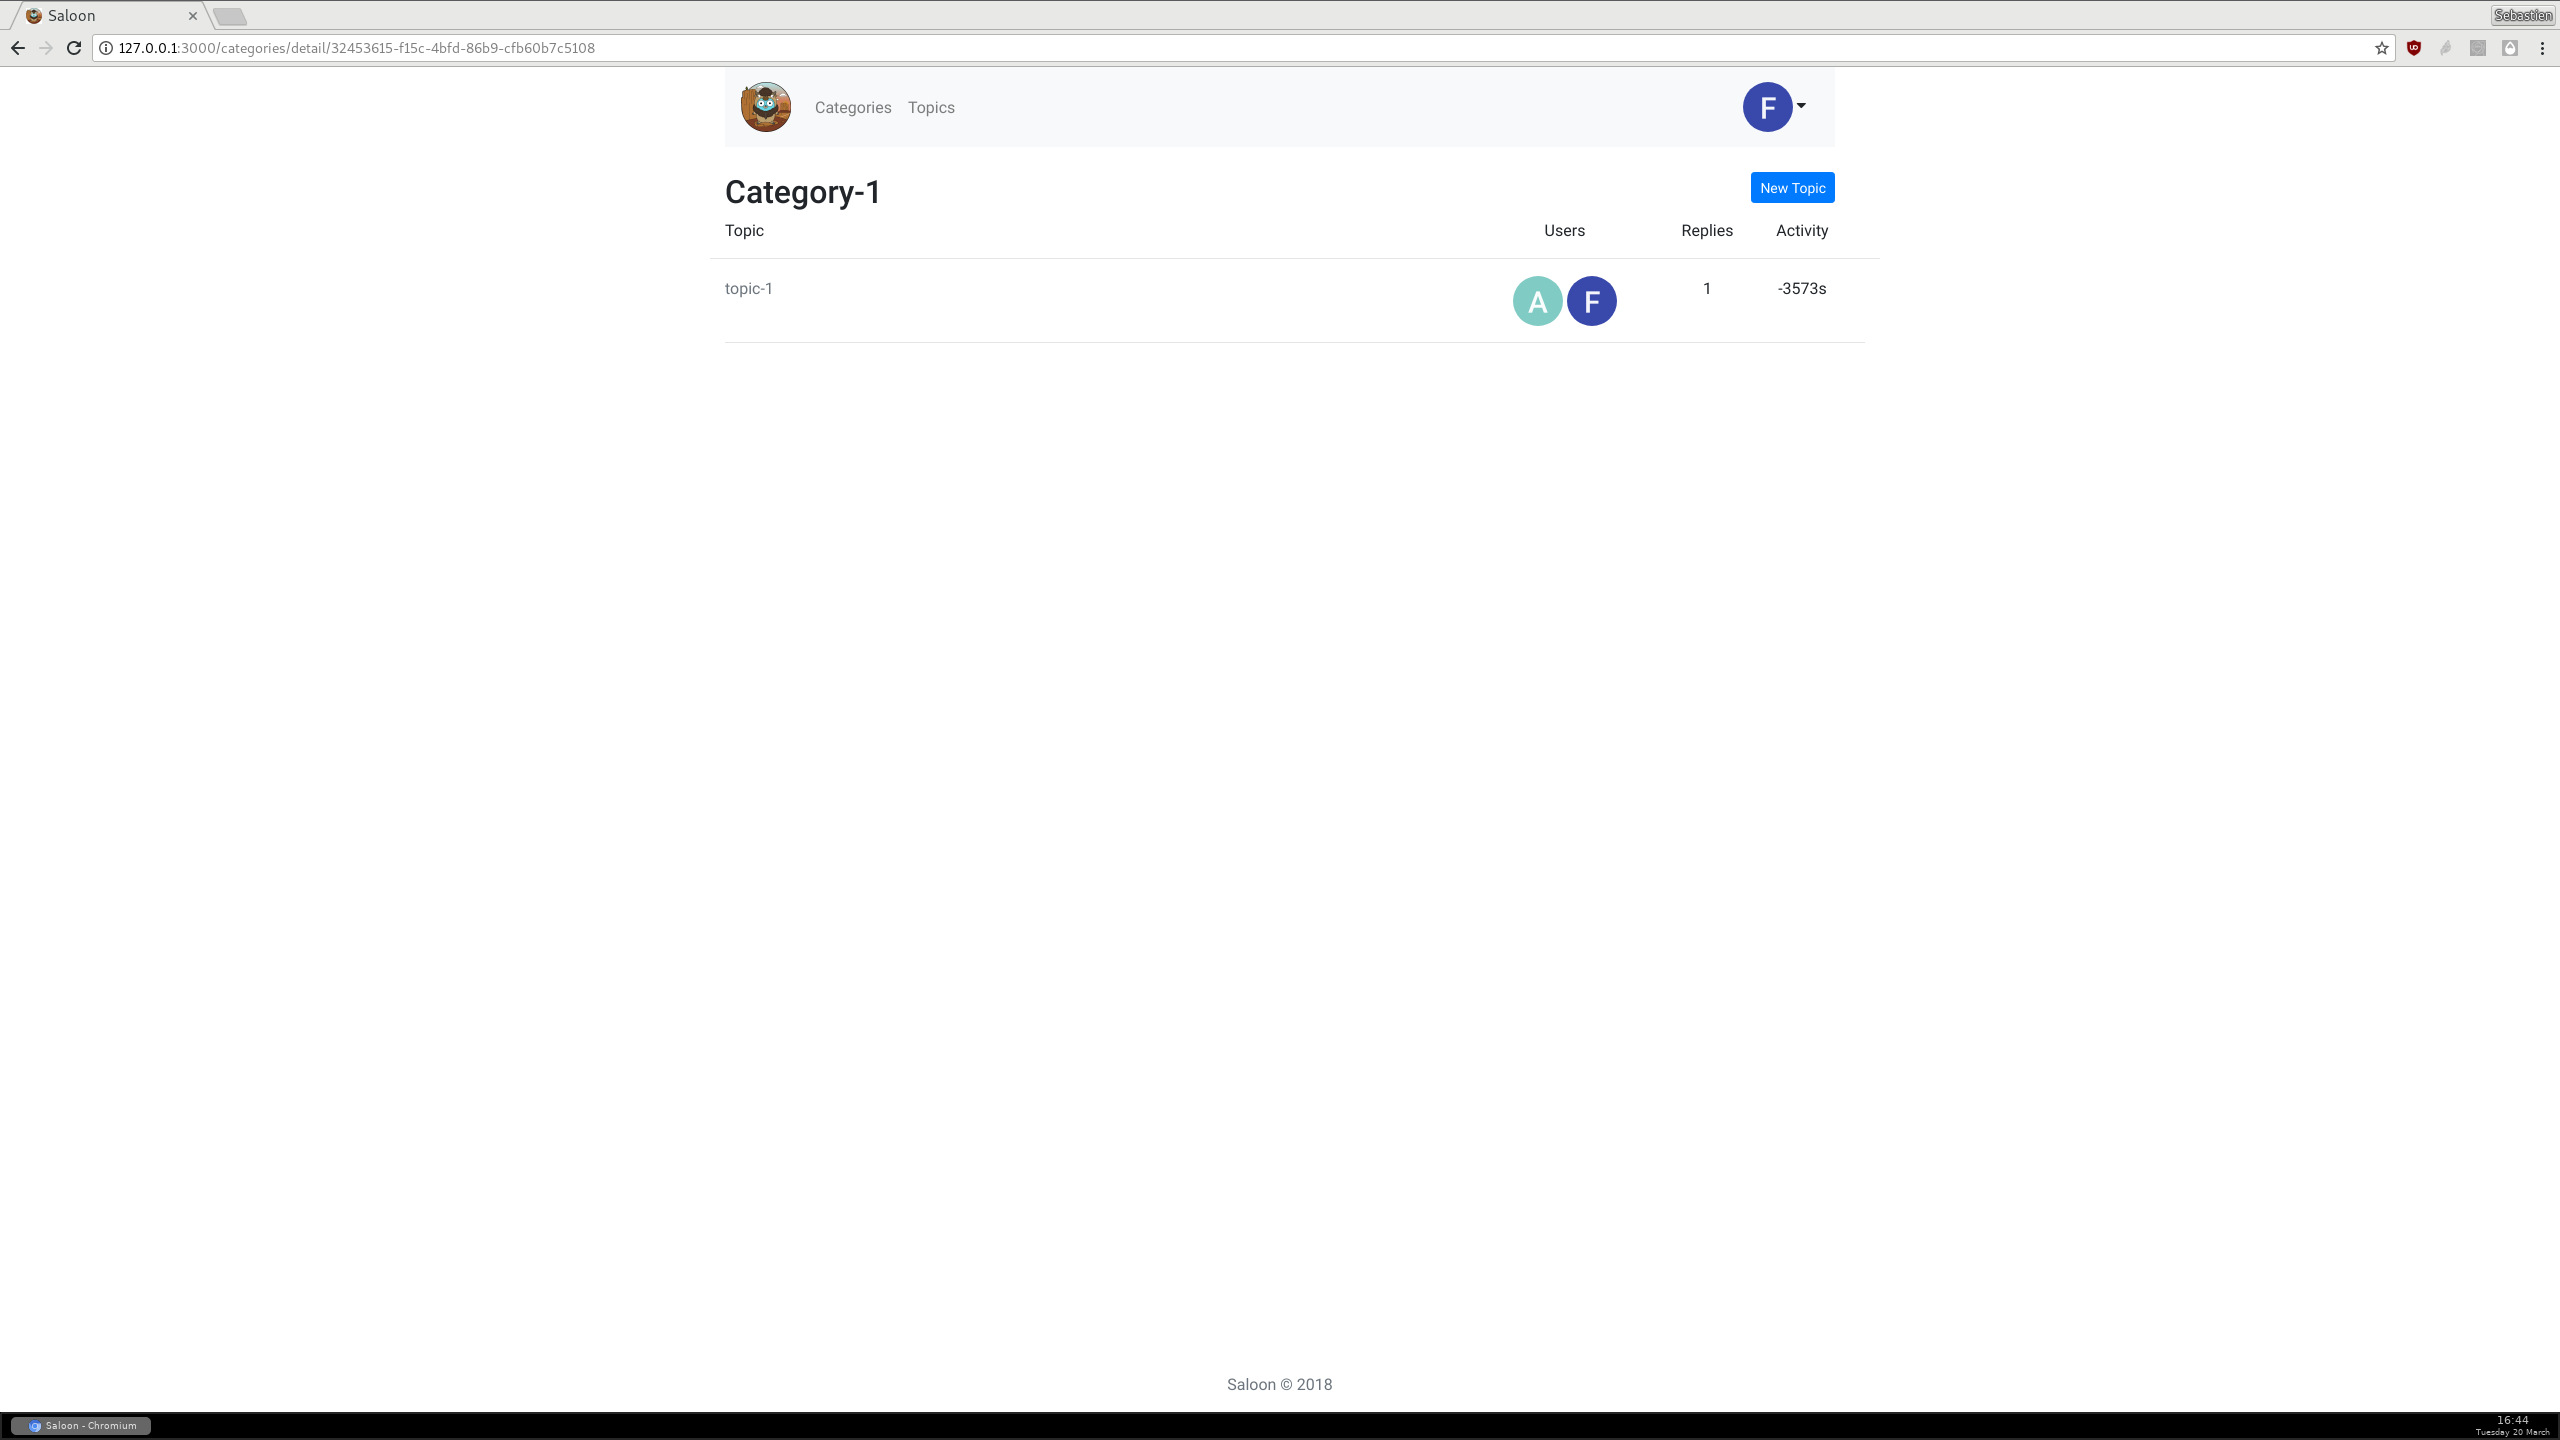 Saloon
Sebastien
127.0.0.1:3000/categories/detail/32453615-f15c-4bfd-86b9-cfb60b7c5108
Categories Topics F
Category-1 New Topic
Topic Users Replies Activity
topic-1 A F 1 -3573s
Saloon © 2018
Saloon - Chromium 16:44
Tuesday 20 March